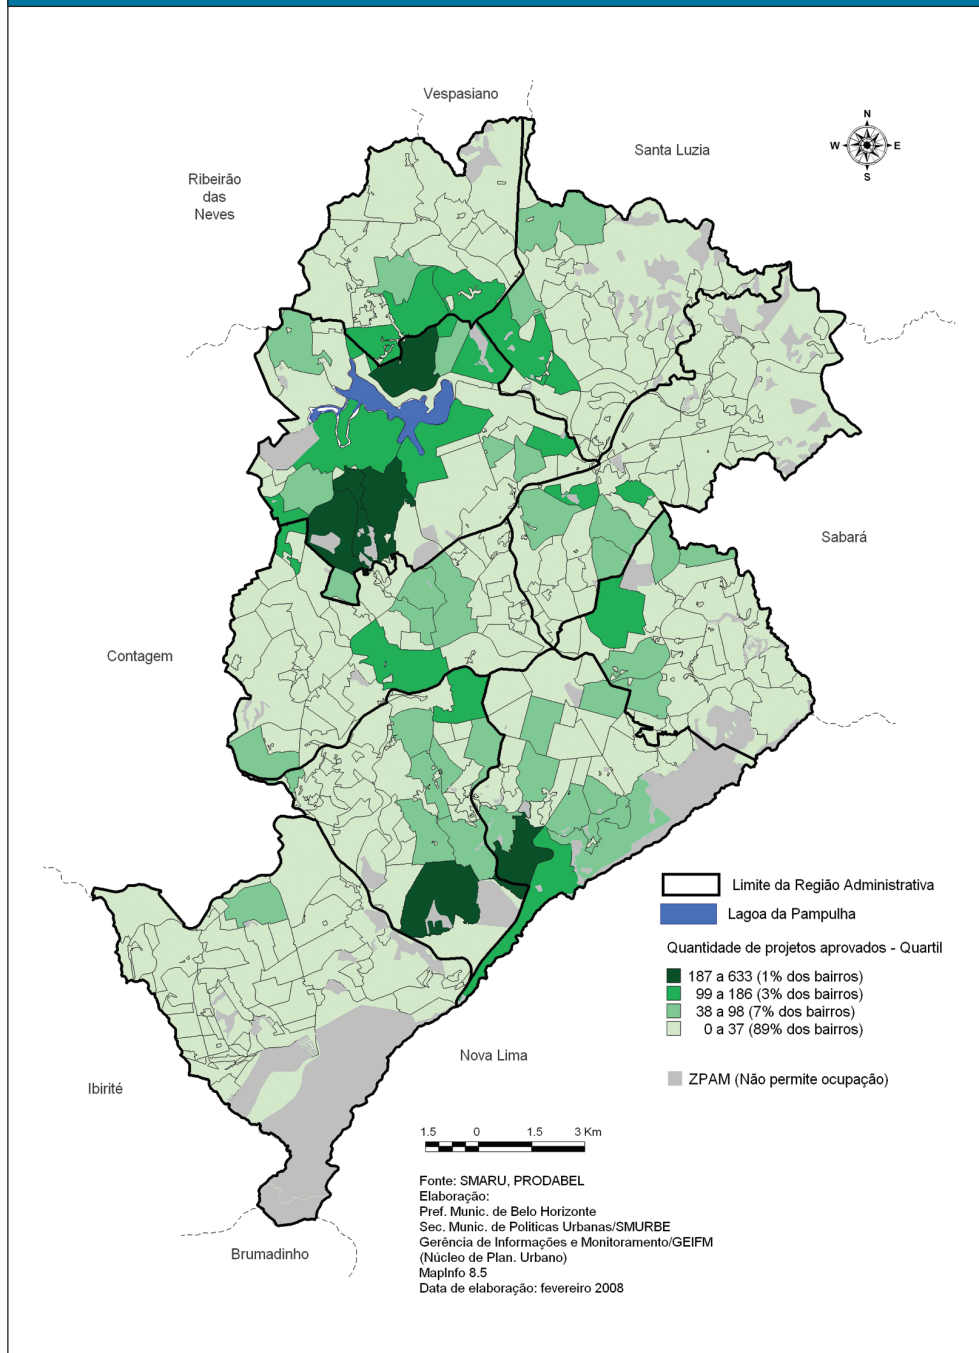 Vespasiano
Santa Luzia
Ribeirão
das
Neves
N
W
E
S
Sabará
Contagem
Limite da Região Administrativa
Lagoa da Pampulha
Quantidade de projetos aprovados - Quartil
187 a 633 (1% dos bairros)
99 a 186 (3% dos bairros)
38 a 98 (7% dos bairros)
0 a 37 (89% dos bairros)
ZPAM (Não permite ocupação)
Nova Lima
Ibirité
1.5 0 1.5 3 Km
Fonte: SMARU, PRODABEL
Elaboração:
Pref. Munic. de Belo Horizonte
Sec. Munic. de Politicas Urbanas/SMURBE
Gerência de Informações e Monitoramento/GEIFM
(Núcleo de Plan. Urbano)
MapInfo 8.5
Data de elaboração: fevereiro 2008
Brumadinho